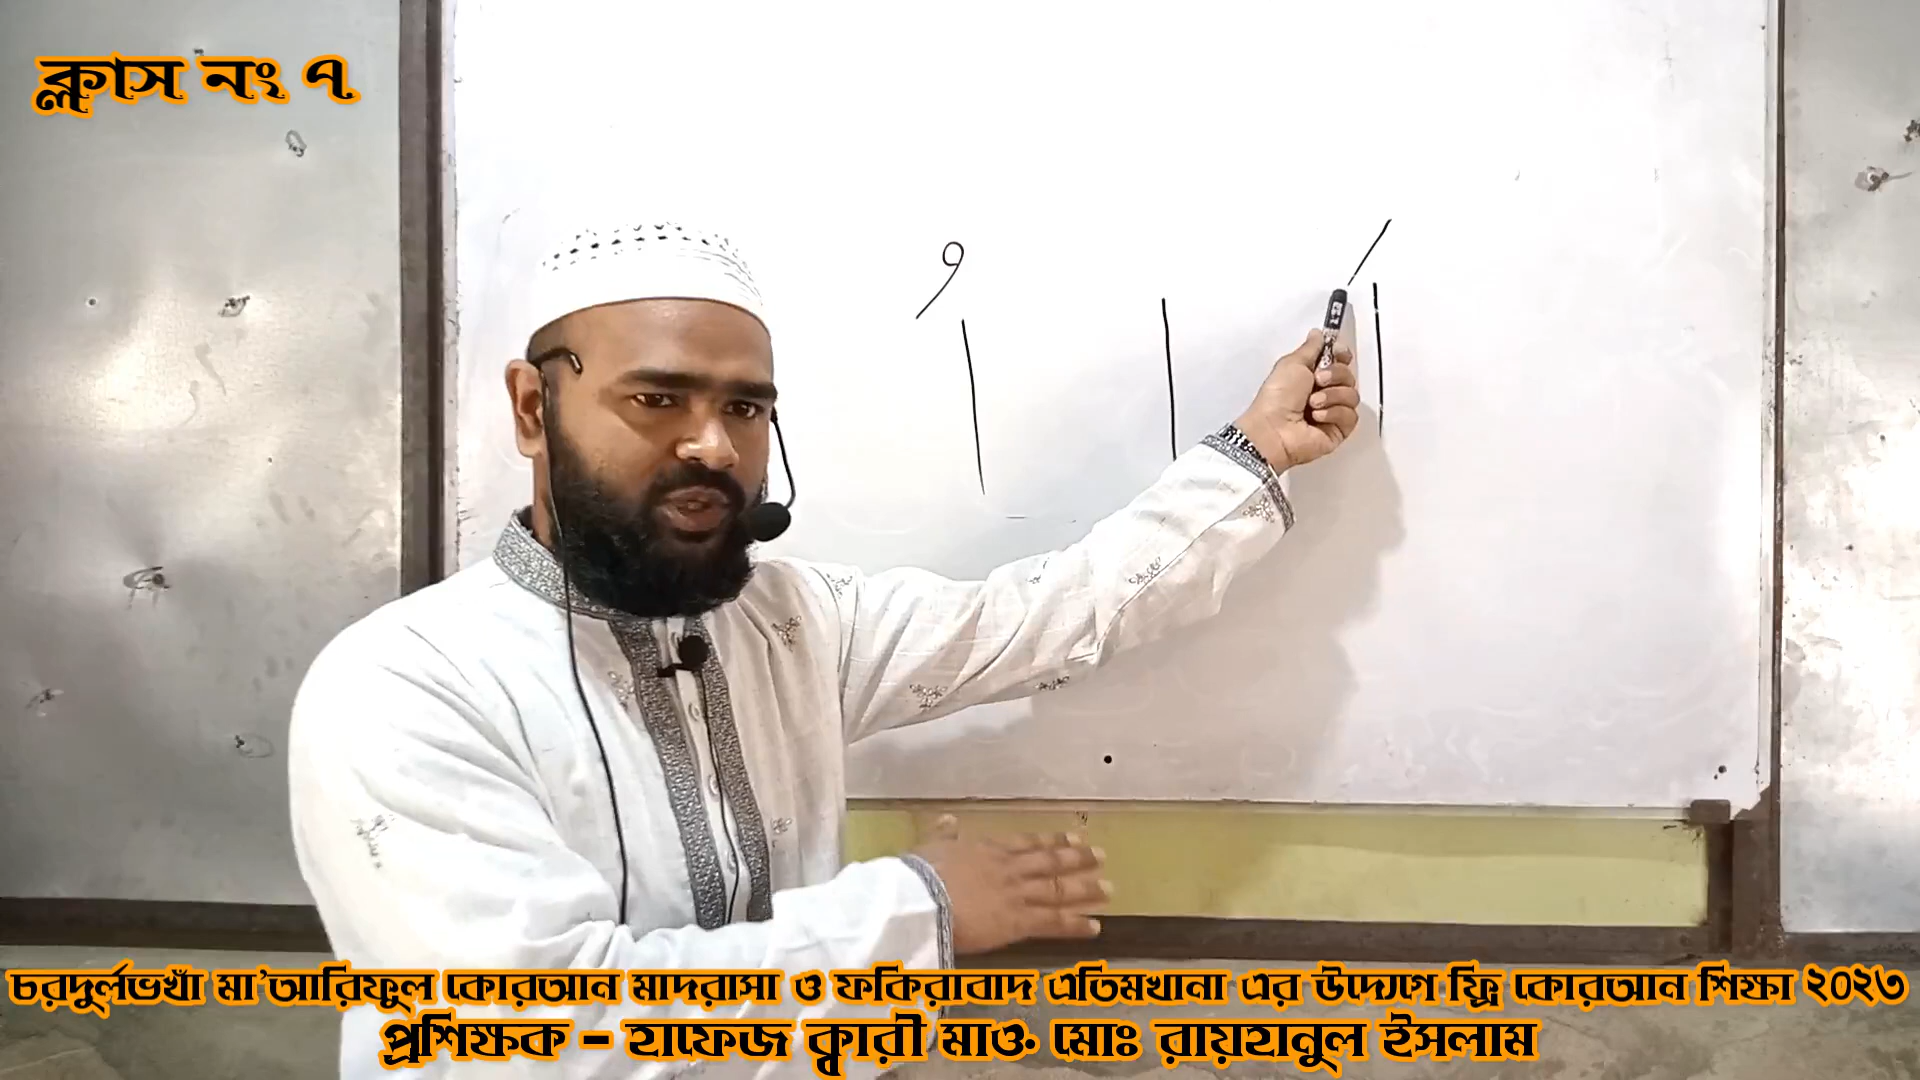 ক্লাস নং ৭
চরদুর্লভখাঁ মা'আরিফুল কোরআন মাদরাসা ও ফকিরাবাদ এতিমখানা এর উদ্যেগে ফ্রি কোরআন শিক্ষা ২০২৩
প্রশিক্ষক - হাফেজ ক্বারী মাওঃ মোঃ রায়হানুল ইসলাম